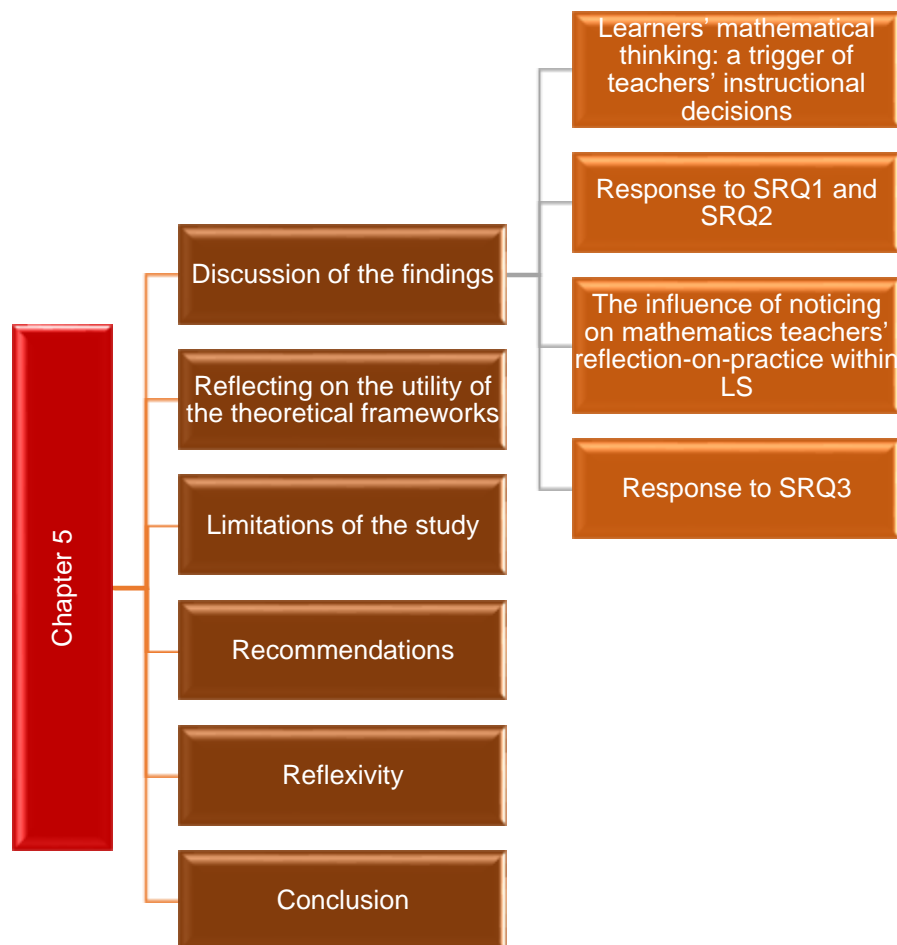 Chapter 5
Discussion of the findings
Reflecting on the utility of
the theoretical frameworks
Limitations of the study
Recommendations
Reflexivity
Conclusion
Learners’ mathematical
thinking: a trigger of
teachers’ instructional
decisions
Response to SRQ1 and
SRQ2
The influence of noticing
on mathematics teachers’
reflection-on-practice within
LS
Response to SRQ3